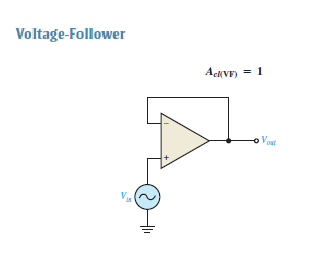 Voltage-Follower
Acl(VF) = 1
−
Vout
+
Vin